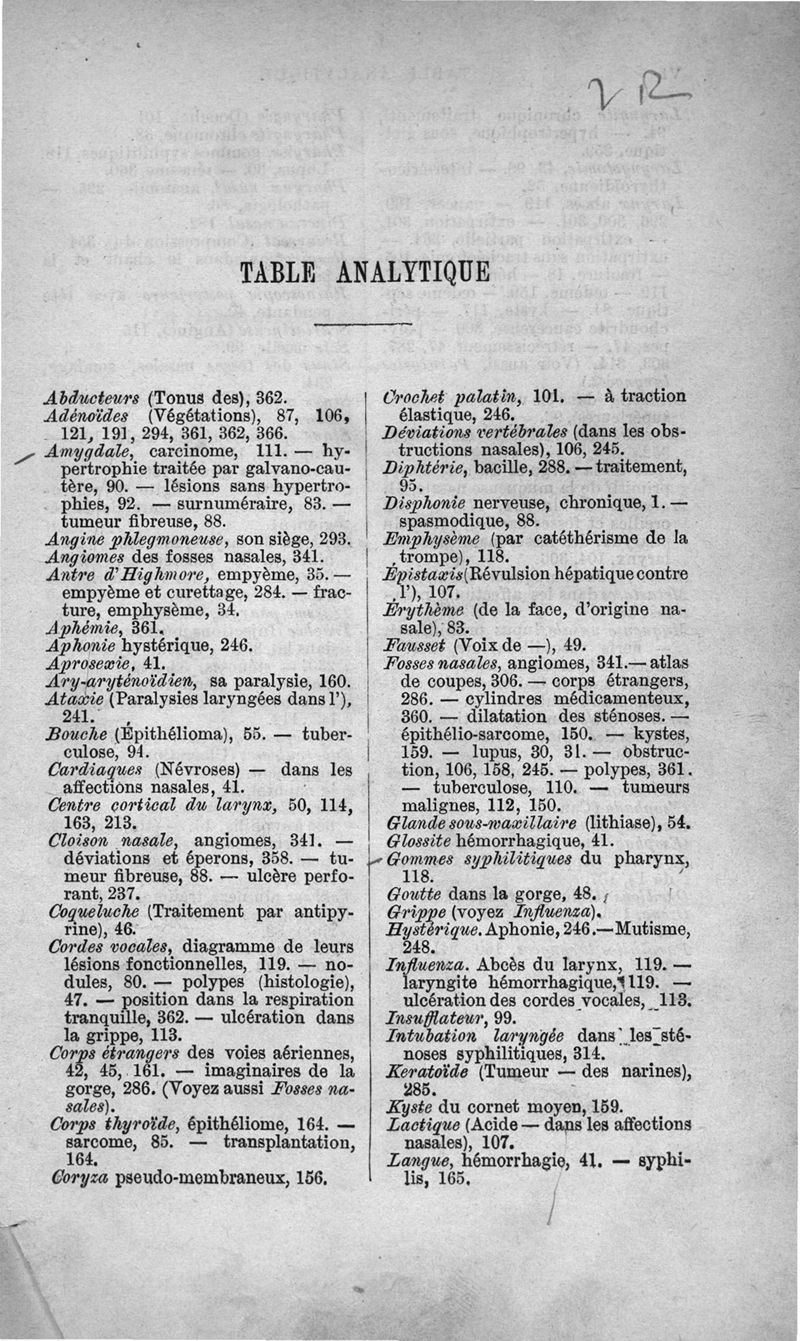 TABLE ANALYTIQUE
Abducteurs (Tonus des), 362.
Adénoïdes (Végétations), 87, 106,
121, 191, 294, 361, 362, 366.
Amygdale, carcinome, 111. — hy-
pertrophie traitée par galvano-cau-
tère, 90. — lésions sans hypertro-
phies, 92. — surnuméraire, 83. —
tumeur fibreuse, 88.
Angine phlegmoneuse, son siège, 293.
Angiomes des fosses nasales, 341.
Antre d'Highmore, empyème, 35. —
empyème et curettage, 284. — frac-
ture, emphysème, 34.
Aphémie, 361.
Aphonie hystérique, 246.
Aprosexie, 41.
Ary-aryténoïdien, sa paralysie, 160.
Ataxie (Paralysies laryngées dans l'),
241.
Bouche (Épithélioma), 55. — tuber-
culose, 94.
Cardiaques (Névroses) — dans les
affections nasales, 41.
Centre cortical du larynx, 50, 114,
163, 213.
Cloison nasale, angiomes, 341. —
déviations et éperons, 358. — tu-
meur fibreuse, 88. — ulcère perfo-
rant, 237.
Coqueluche (Traitement par antipy-
rine), 46.
Cordes vocales, diagramme de leurs
lésions fonctionnelles, 119. — no-
dules, 80. — polypes (histologie),
47. — position dans la respiration
tranquille, 362. — ulcération dans
la grippe, 113.
Corps étrangers des voies aériennes,
42, 45, 161. — imaginaires de la
gorge, 286. (Voyez aussi Fosses na-
sales).
Corps thyroïde, épithéliome, 164. —
sarcome, 85. — transplantation,
164.
Coryza pseudo-membraneux, 156.
Crochet palatin, 101. — à traction
élastique, 246.
Déviations vertébrales (dans les obs-
tructions nasales), 106, 245.
Diphtérie, bacille, 288. — traitement,
95.
Disphonie nerveuse, chronique, 1. —
spasmodique, 88.
Emphysème (par catéthérisme de la
trompe), 118.
Épistaxis (Révulsion hépatique contre
l'), 107.
Érythème (de la face, d'origine na-
sale), 83.
Fausset (Voix de —), 49.
Fosses nasales, angiomes, 341. — atlas
de coupes, 306. — corps étrangers,
286. — cylindres médicamenteux,
360. — dilatation des sténoses. —
épithélio-sarcome, 150. — kystes,
159. — lupus, 30, 31. — obstruc-
tion, 106, 158, 245. — polypes, 361.
— tuberculose, 110. — tumeurs
malignes, 112, 150.
Glande sous-maxillaire (lithiase), 54.
Glossite hémorrhagique, 41.
Gommes syphilitiques du pharynx,
118.
Goutte dans la gorge, 48.
Grippe (voyez Influenza).
Hystérique. Aphonie, 246. — Mutisme,
248.
Influenza. Abcès du larynx, 119. —
laryngite hémorrhagique, 119. —
ulcération des cordes vocales, 113.
Insufflateur, 99.
Intubation laryngée dans les sté-
noses syphilitiques, 314.
Keratoïde (Tumeur — des narines),
285.
Kyste du cornet moyen, 159.
Lactique (Acide — dans les affections
nasales), 107.
Langue, hémorrhagie, 41. — syphi-
lis, 165.